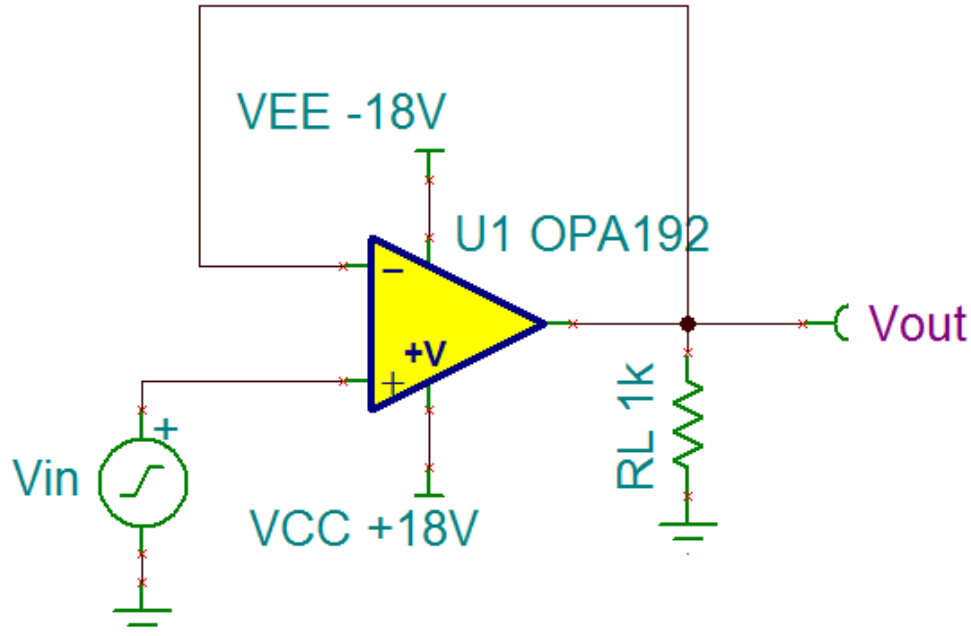 VEE -18V
U1 OPA192
−
+V
+
Vout
+
Vin
RL 1k
VCC +18V